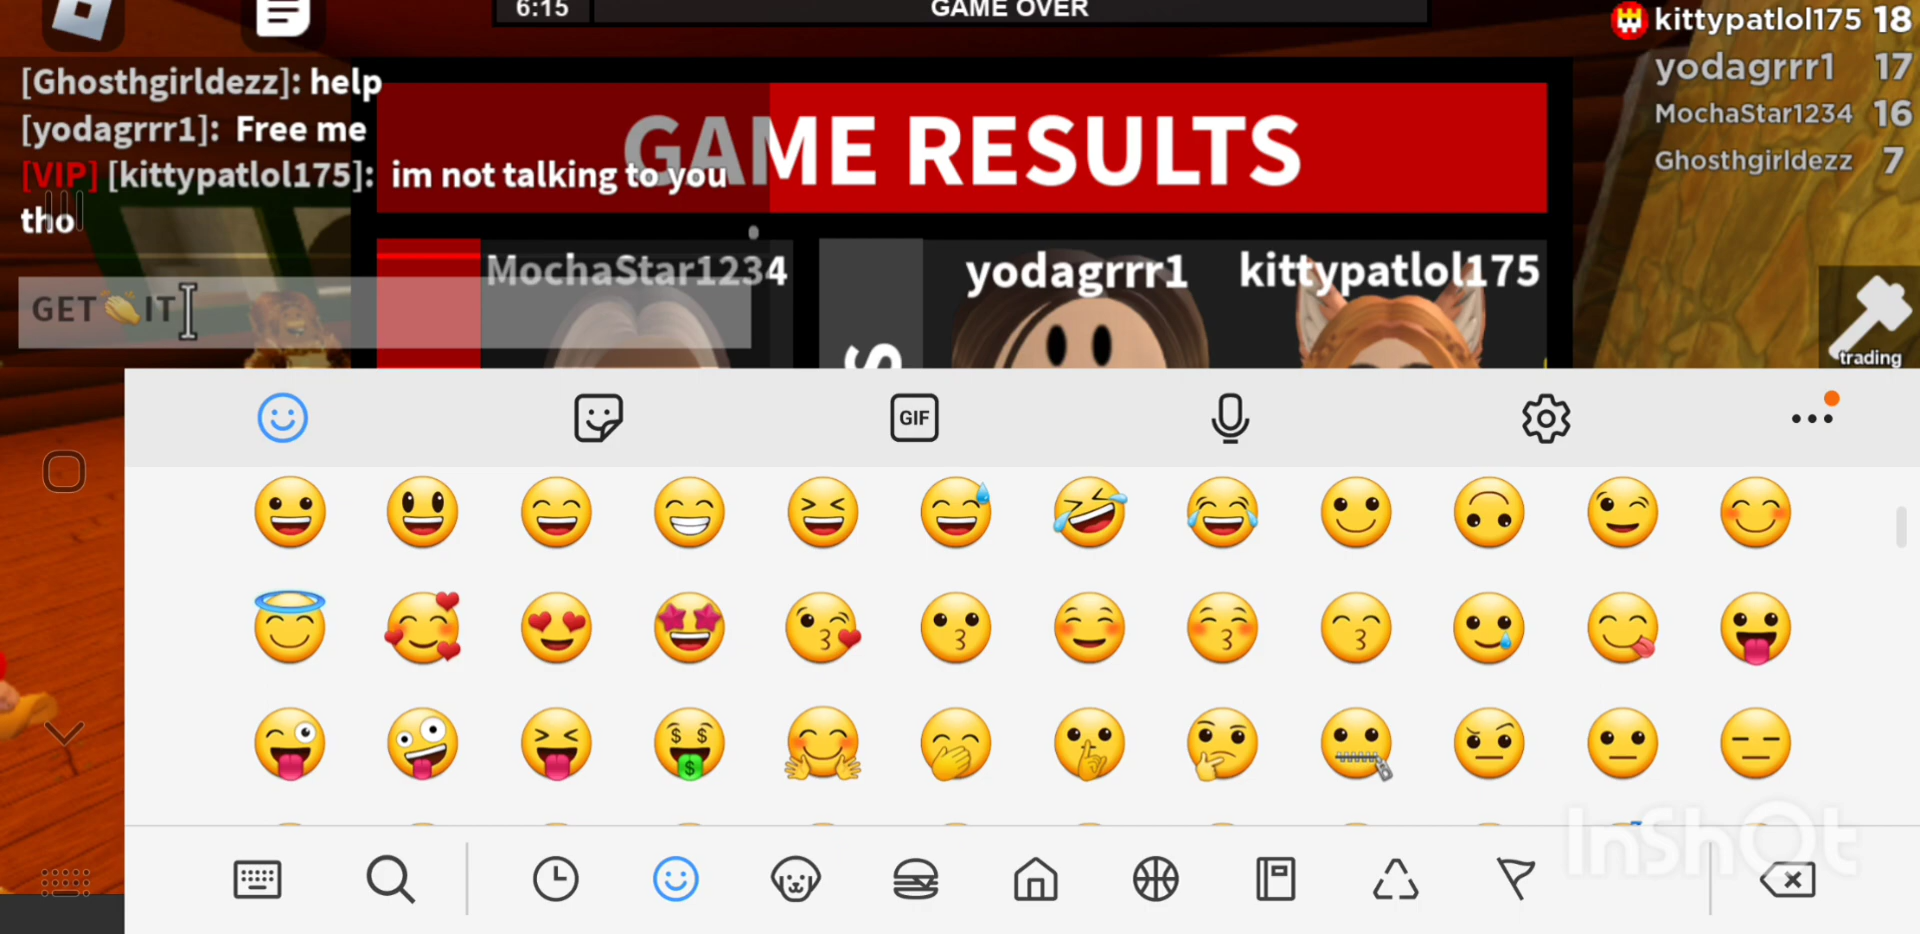 6:15
GAME OVER
kittypatlol175 18
yodagrrr1 17
MochaStar1234 16
Ghosthgirldezz 7
[Ghosthgirldezz]: help
[yodagrrr1]: Free me
[VIP] [kittypatlol175]: im not talking to you
tho
GAME RESULTS
MochaStar1234
yodagrrr1
kittypatlol175
GET👏IT
S
trading
GIF
InShOt